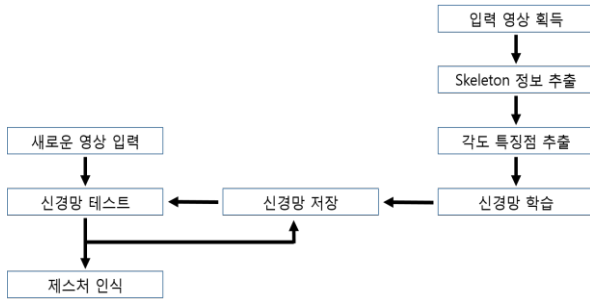 입력 영상 획득
Skeleton 정보 추출
새로운 영상 입력
각도 특징점 추출
신경망 테스트
신경망 저장
신경망 학습
제스처 인식